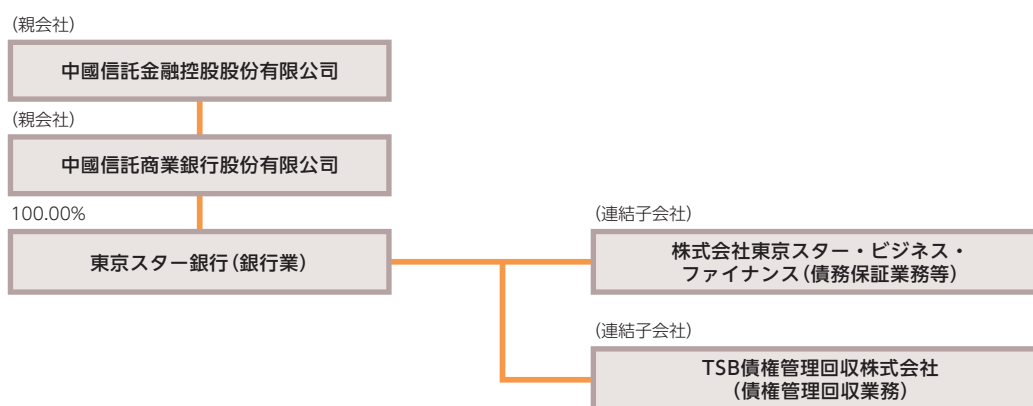 (親会社)
中國信託金融控股股份有限公司
(親会社)
中國信託商業銀行股份有限公司
100.00%
東京スター銀行(銀行業)
(連結子会社)
株式会社東京スター・ビジネス・
ファイナンス(債務保証業務等)
(連結子会社)
TSB債権管理回収株式会社
(債権管理回収業務)